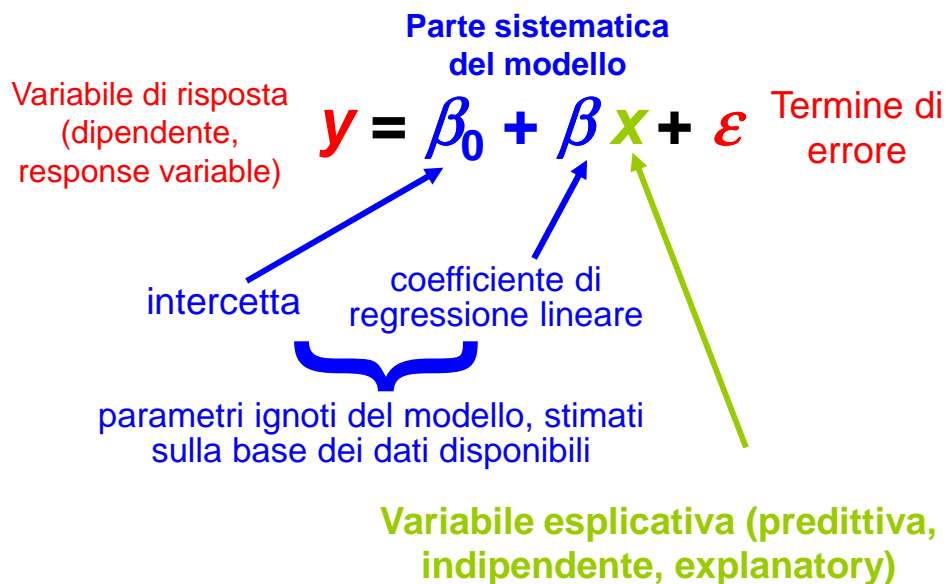 Parte sistematica
del modello
Variabile di risposta
(dipendente,
response variable)
y = β₀ + β x + ε
Termine di
errore
intercetta
coefficiente di
regressione lineare
parametri ignoti del modello, stimati
sulla base dei dati disponibili
Variabile esplicativa (predittiva,
indipendente, explanatory)